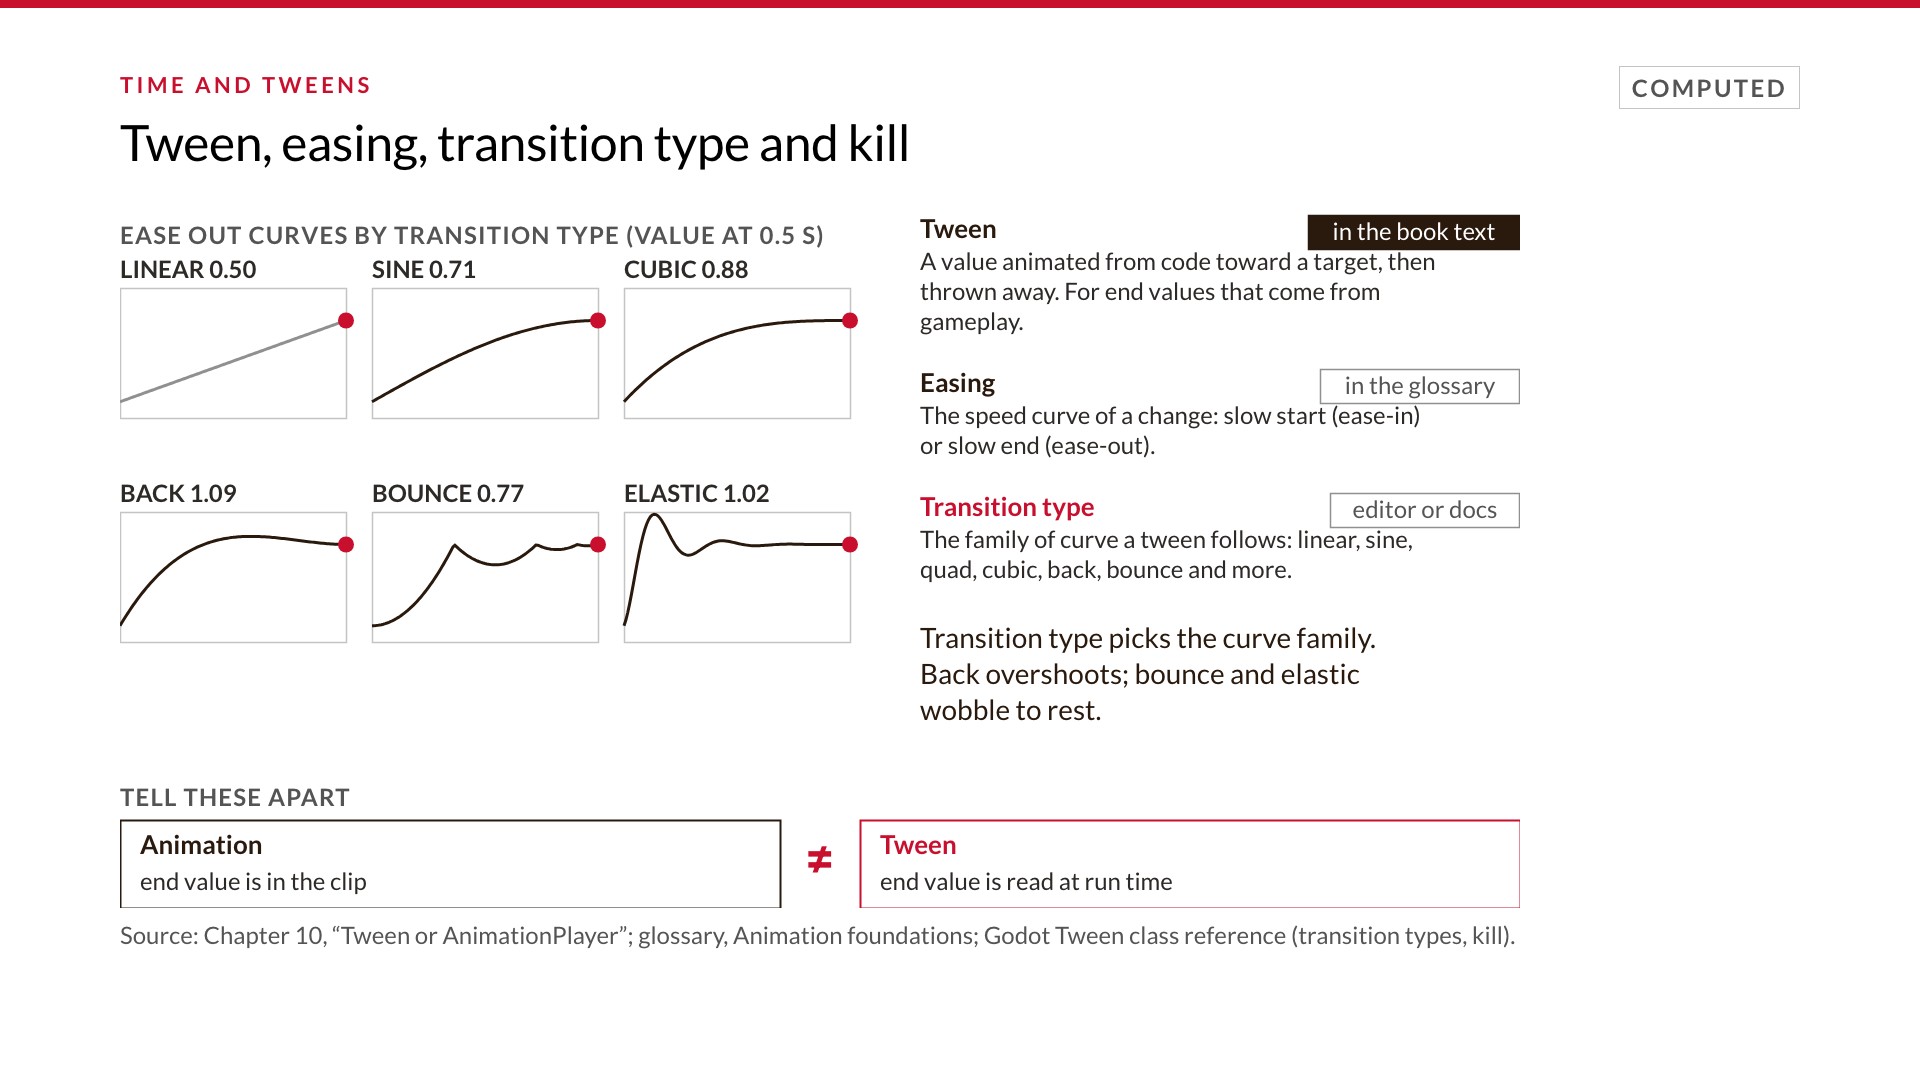 TIME AND TWEENS
COMPUTED
Tween, easing, transition type and kill
EASE OUT CURVES BY TRANSITION TYPE (VALUE AT 0.5 S)
LINEAR 0.50
SINE 0.71
CUBIC 0.88
BACK 1.09
BOUNCE 0.77
ELASTIC 1.02
Tween
in the book text
A value animated from code toward a target, then
thrown away. For end values that come from
gameplay.
Easing
in the glossary
The speed curve of a change: slow start (ease-in)
or slow end (ease-out).
Transition type
editor or docs
The family of curve a tween follows: linear, sine,
quad, cubic, back, bounce and more.
Transition type picks the curve family.
Back overshoots; bounce and elastic
wobble to rest.
TELL THESE APART
Animation
end value is in the clip
≠
Tween
end value is read at run time
Source: Chapter 10, “Tween or AnimationPlayer”; glossary, Animation foundations; Godot Tween class reference (transition types, kill).